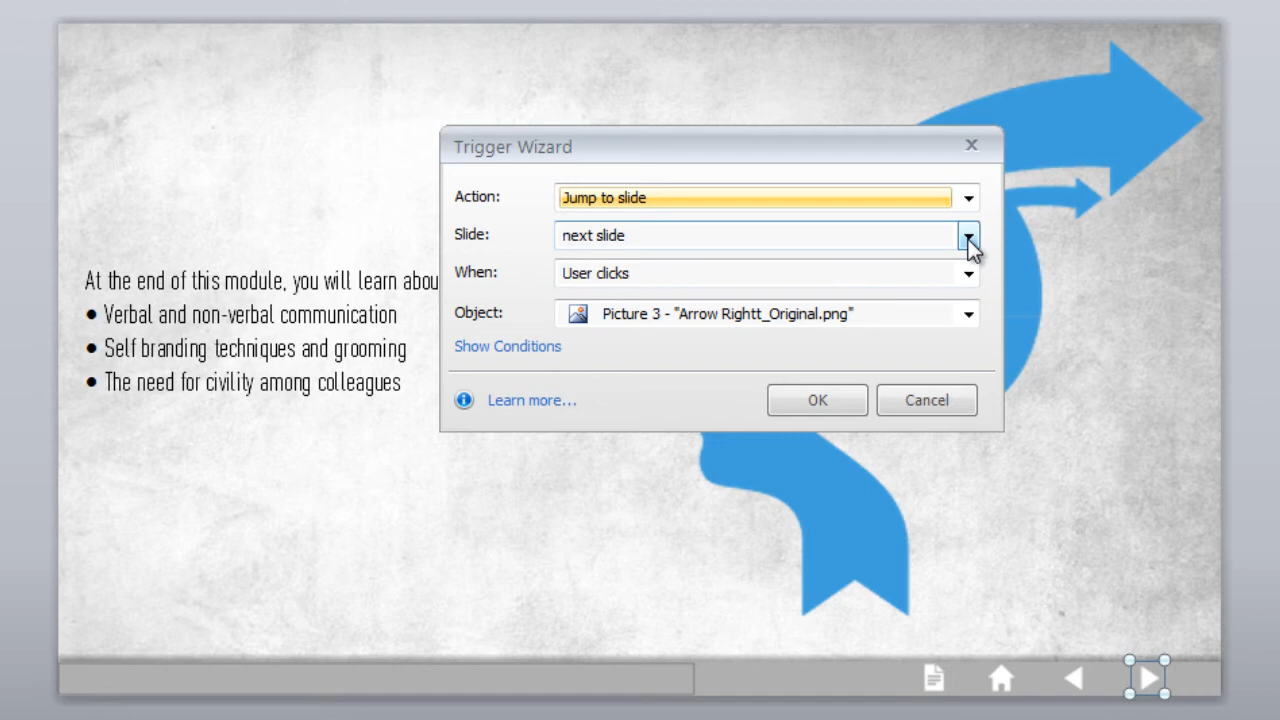 Trigger Wizard
Action: Jump to slide
Slide: next slide
When: User clicks
Object: Picture 3 - "Arrow Rightt_Original.png"
Show Conditions
Learn more... OK Cancel
At the end of this module, you will learn abou
• Verbal and non-verbal communication
• Self branding techniques and grooming
• The need for civility among colleagues